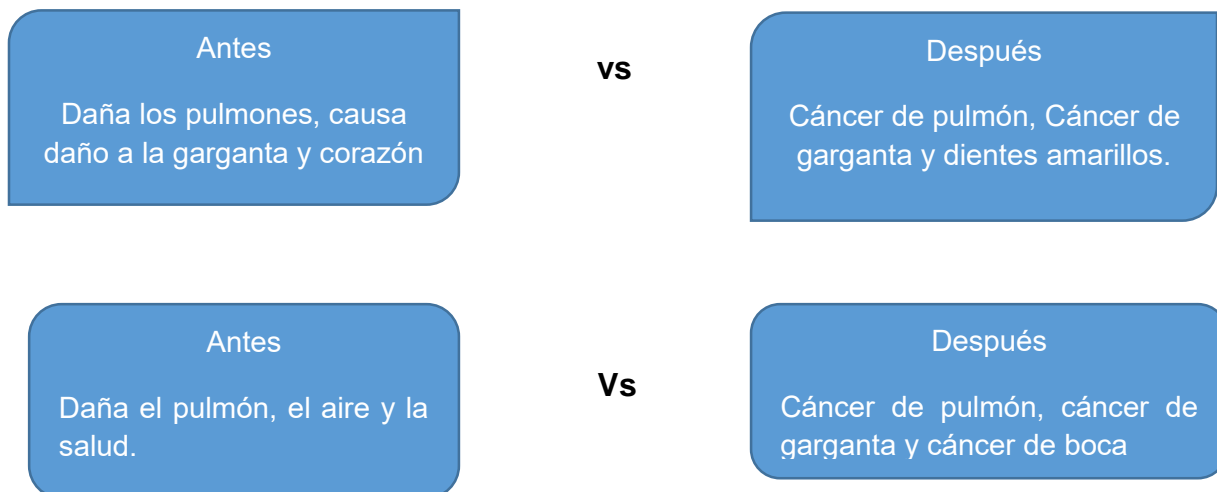 Antes
Daña los pulmones, causa
daño a la garganta y corazón
vs
Después
Cáncer de pulmón, Cáncer de
garganta y dientes amarillos.
Antes
Daña el pulmón, el aire y la
salud.
Vs
Después
Cáncer de pulmón, cáncer de
garganta y cáncer de boca